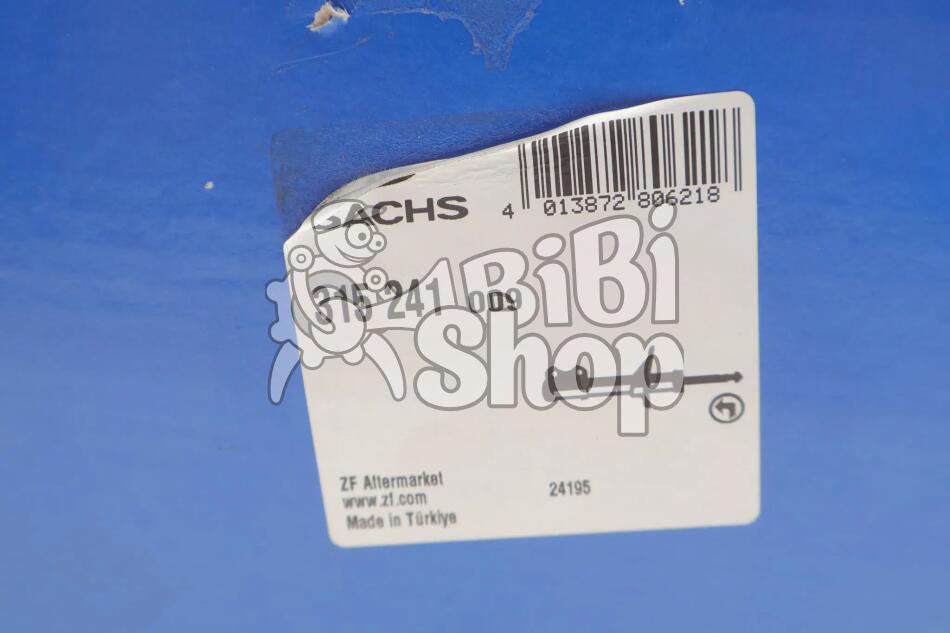 SACHS
4 013872 806218
315 241 009
BiBi
Shop
ZF Aftermarket
www.zf.com
Made in Türkiye
24195